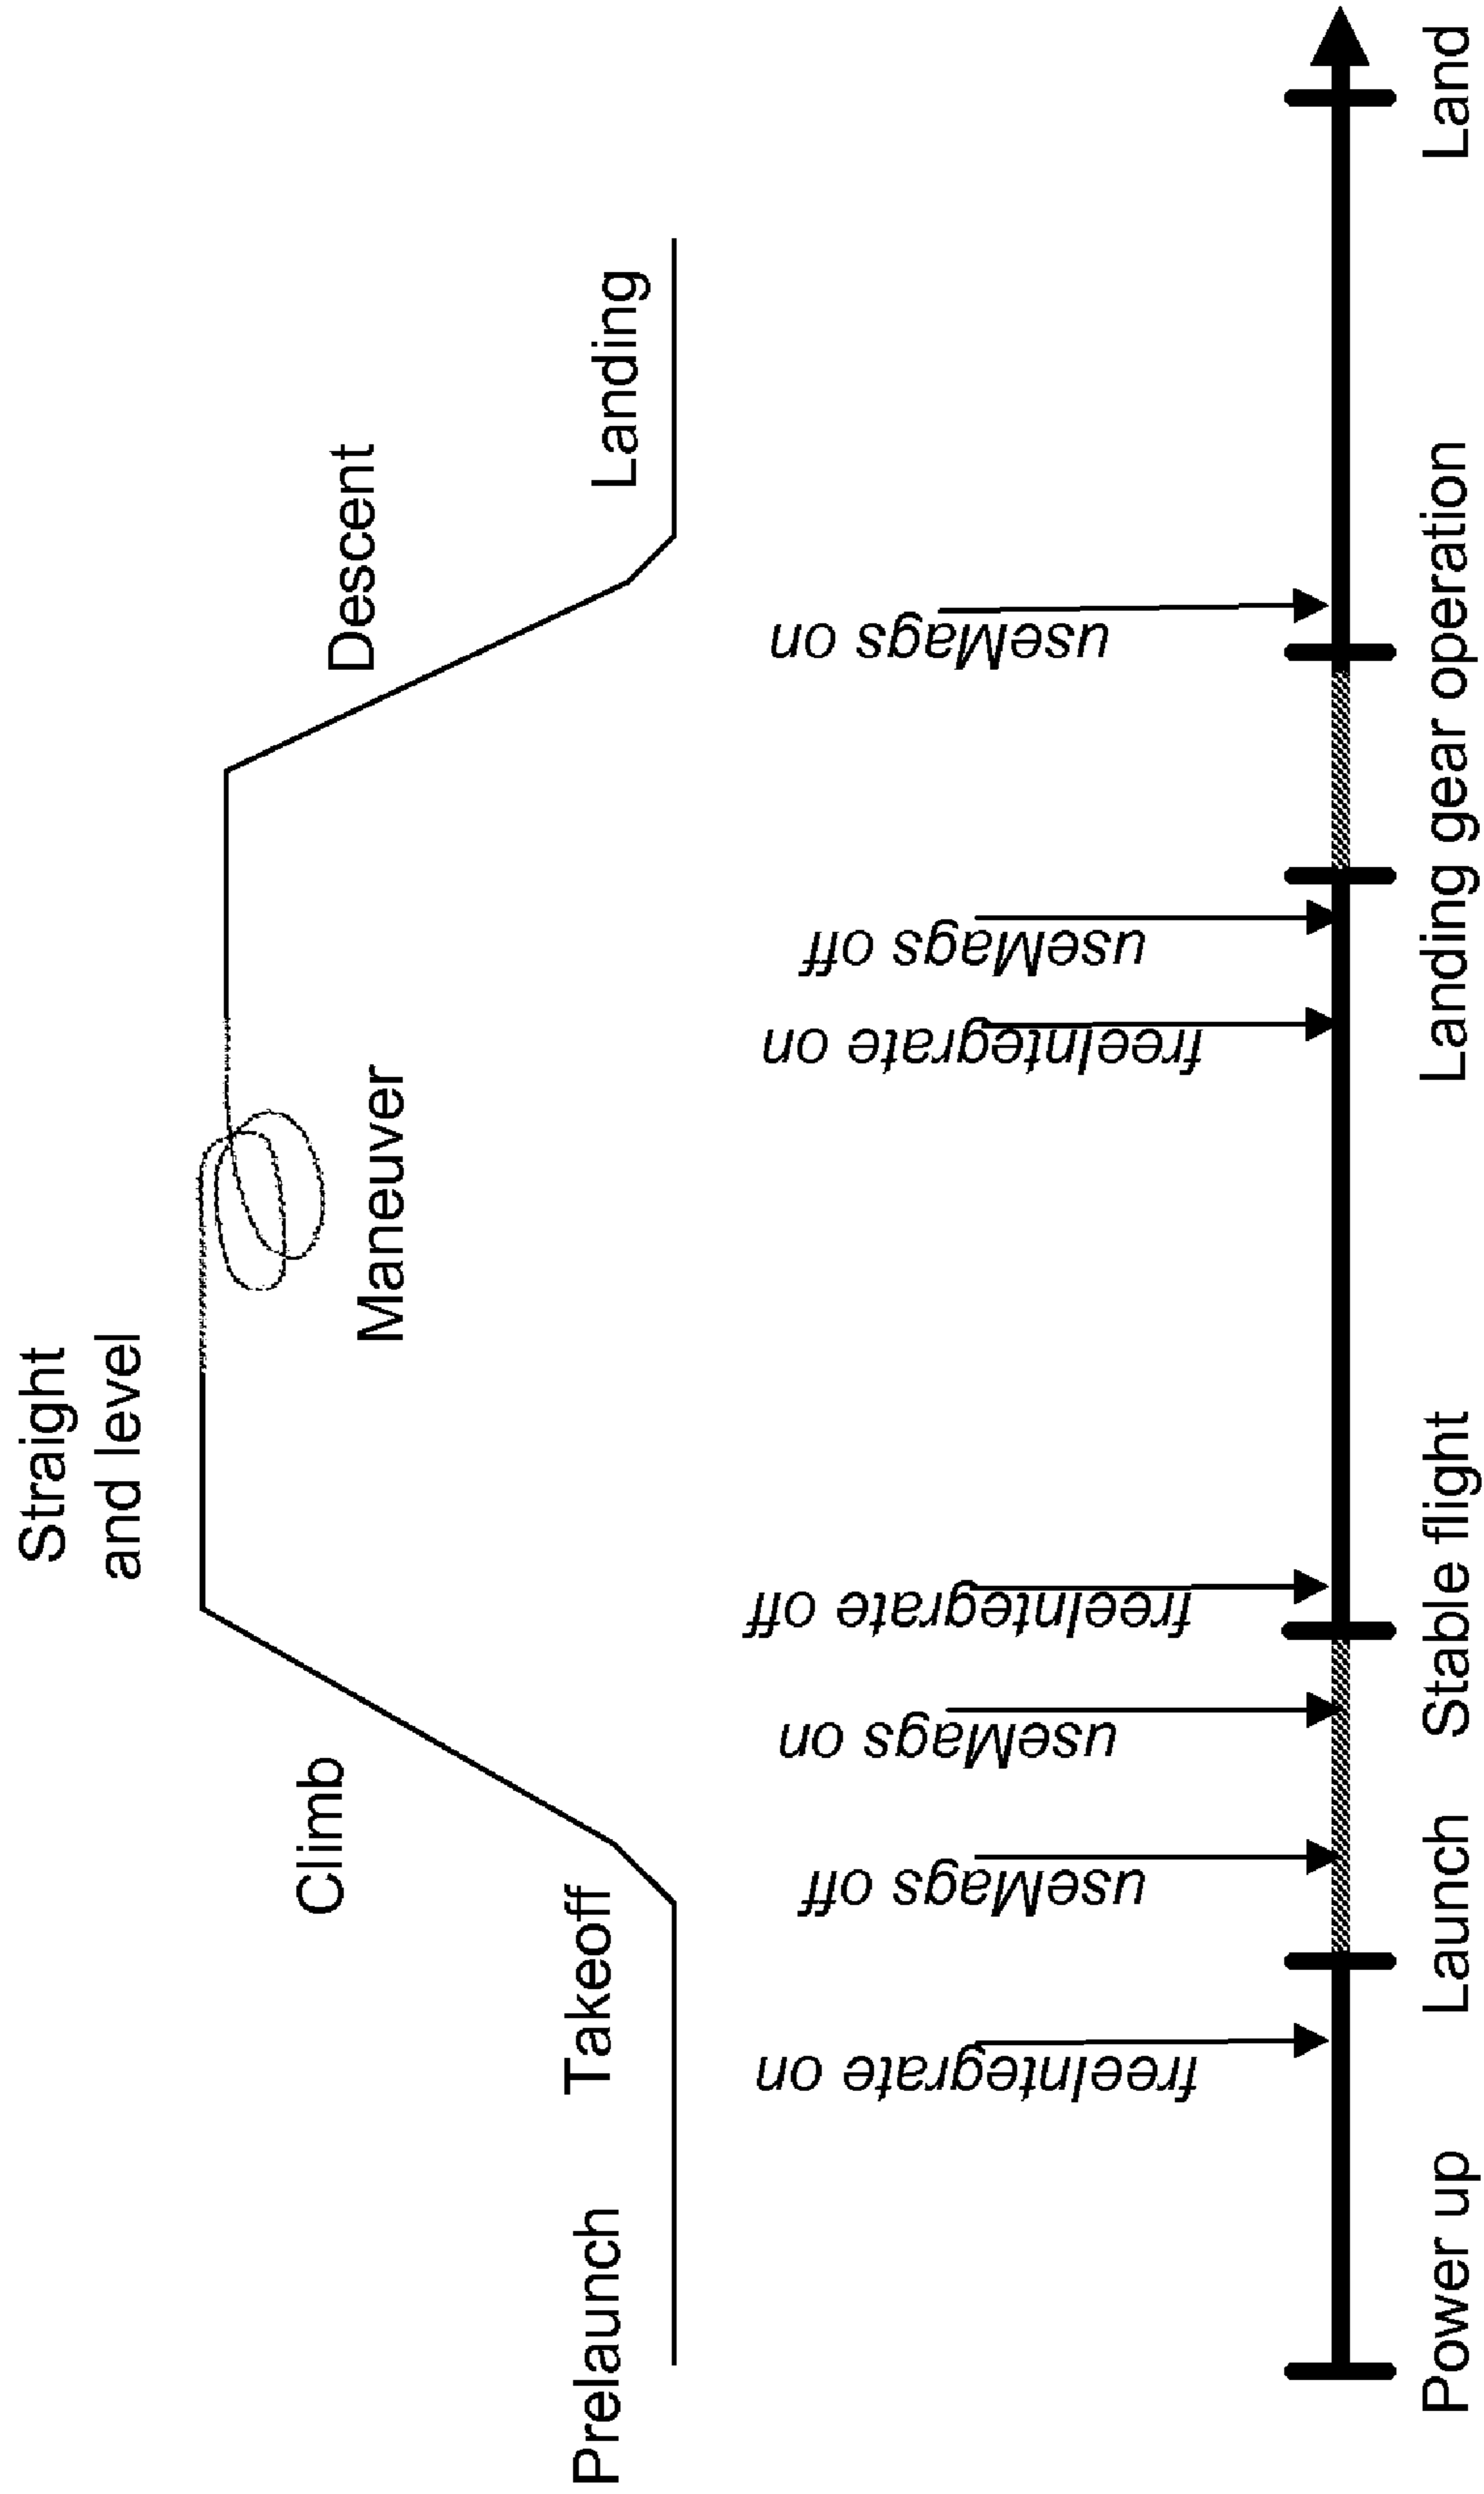 Straight
and level
Climb
Maneuver
Descent
Prelaunch
Takeoff
Landing
freeIntegrate on
useMags off
useMags on
freeIntegrate off
freeIntegrate on
useMags off
useMags on
Power up
Launch
Stable flight
Landing gear operation
Land